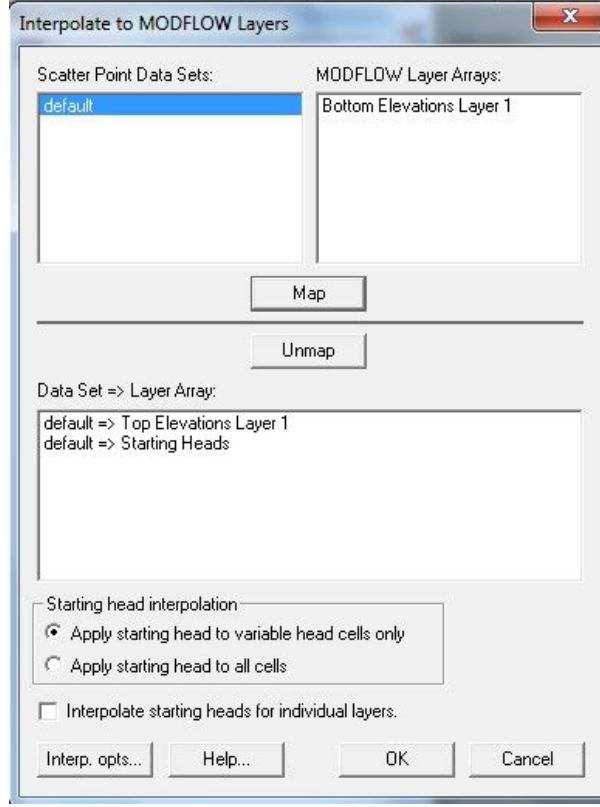 Interpolate to MODFLOW Layers
x
Scatter Point Data Sets:
default
MODFLOW Layer Arrays:
Bottom Elevations Layer 1
Map
Unmap
Data Set => Layer Array:
default => Top Elevations Layer 1
default => Starting Heads
Starting head interpolation
Apply starting head to variable head cells only
Apply starting head to all cells
Interpolate starting heads for individual layers.
Interp. opts... Help... OK Cancel